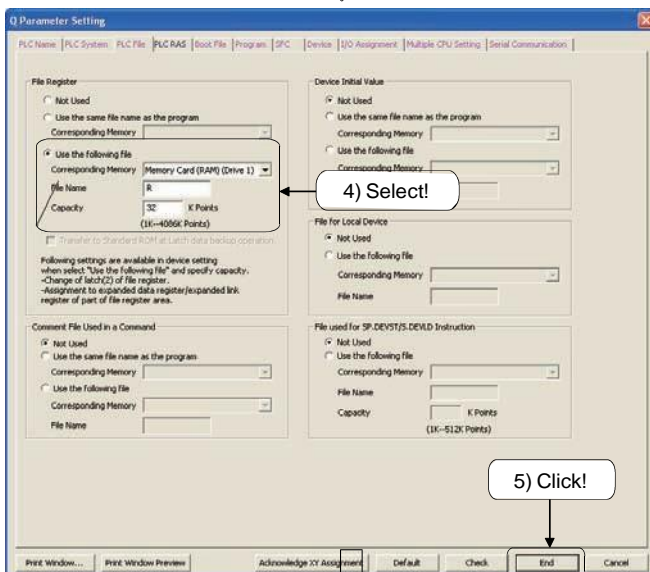 Q Parameter Setting
PLC Name PLC System PLC File PLC RAS Boot File Program SFC Device I/O Assignment Multiple CPU Setting Serial Communication
File Register
Not Used
Use the same file name as the program
Corresponding Memory
Use the following file
Corresponding Memory Memory Card (RAM) (Drive 1)
File Name R
Capacity 32 K Points
(1K--4086K Points)
Transfer to Standard ROM at Latch data backup operation
Following settings are available in device setting
when select "Use the following file" and specify capacity.
-Change of latch(2) of file
register.
-Assignment to expanded
data register/expanded link
register of part of file register area.
Device Initial Value
Not Used
Use the same file name as the program
Corresponding Memory
Use the following file
Corresponding Memory
4) Select!
File for Local Device
Not Used
Use the following file
Corresponding Memory
File Name
Comment File Used in a Command
Not Used
Use the same file name as the program
Corresponding Memory
Use the following file
Corresponding Memory
File Name
File used for SP.DEVST/S.DEVLD Instruction
Not Used
Use the following file
Corresponding Memory
File Name
Capacity K Points
(1K--512K Points)
5) Click!
Print Window... Print Window Preview Acknowledge XY Assignment Default Check End Cancel